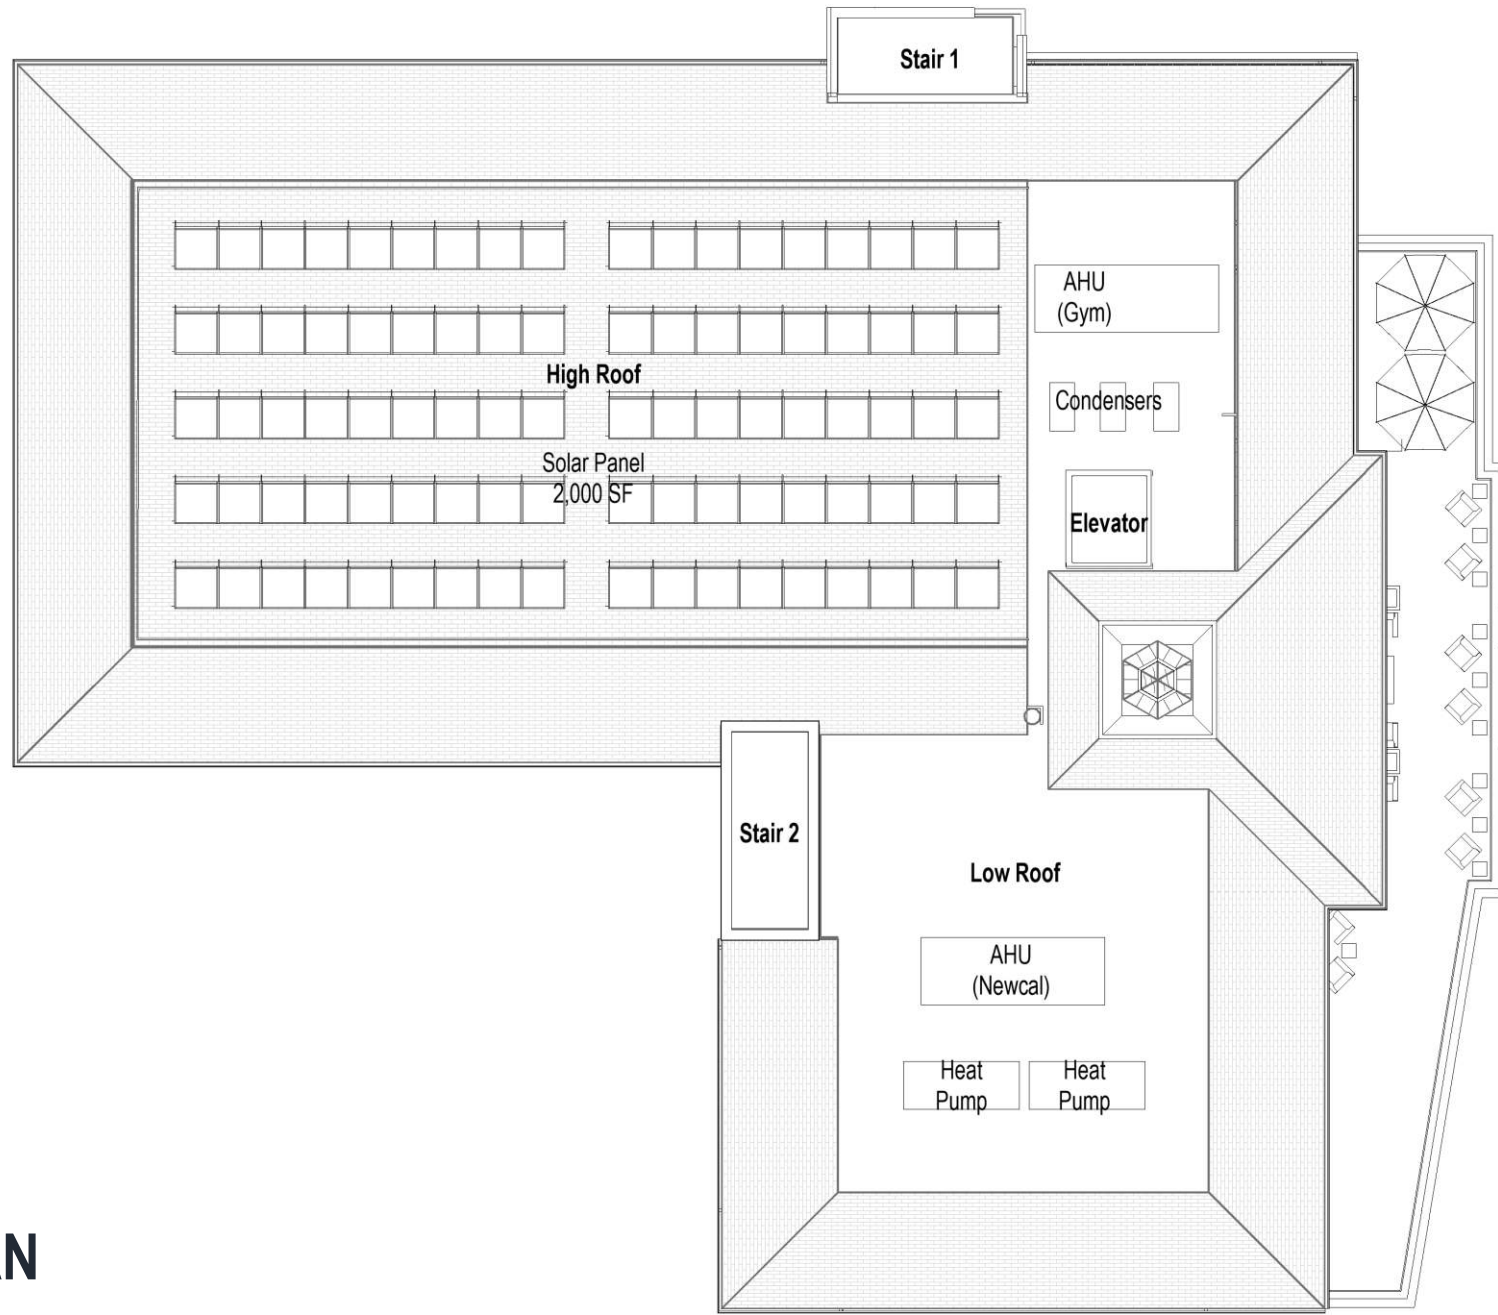 Stair 1
AHU
(Gym)
High Roof
Condensers
Solar Panel
2,000 SF
Elevator
Stair 2
Low Roof
AHU
(Newcal)
Heat
Pump
Heat
Pump
AN